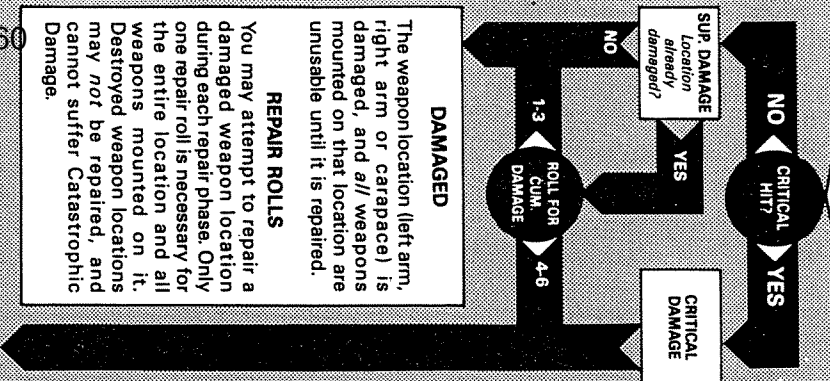 CRITICAL
HIT?
NO
YES
SUP. DAMAGE
Location
already
damaged?
NO
YES
CRITICAL
DAMAGE
ROLL FOR
CUM.
DAMAGE
1-3
4-6
DAMAGED
The weapon location (left arm,
right arm or carapace) is
damaged, and all weapons
mounted on that location are
unusable until it is repaired.
REPAIR ROLLS
You may attempt to repair a
damaged weapon location
during each repair phase. Only
one repair roll is necessary for
the entire location and all
weapons mounted on it.
Destroyed weapon locations
may not be repaired, and
cannot suffer Catastrophic
Damage.
60